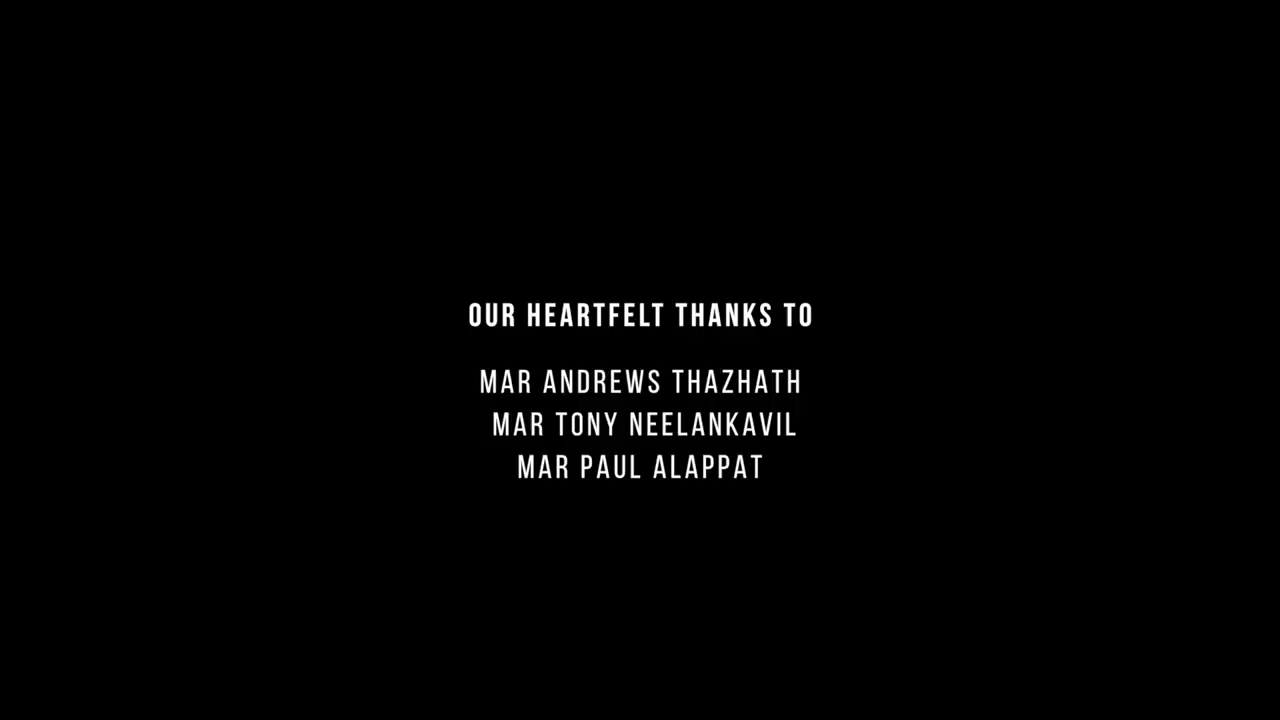 OUR HEARTFELT THANKS TO
MAR ANDREWS THAZHATH
MAR TONY NEELANKAVIL
MAR PAUL ALAPPAT